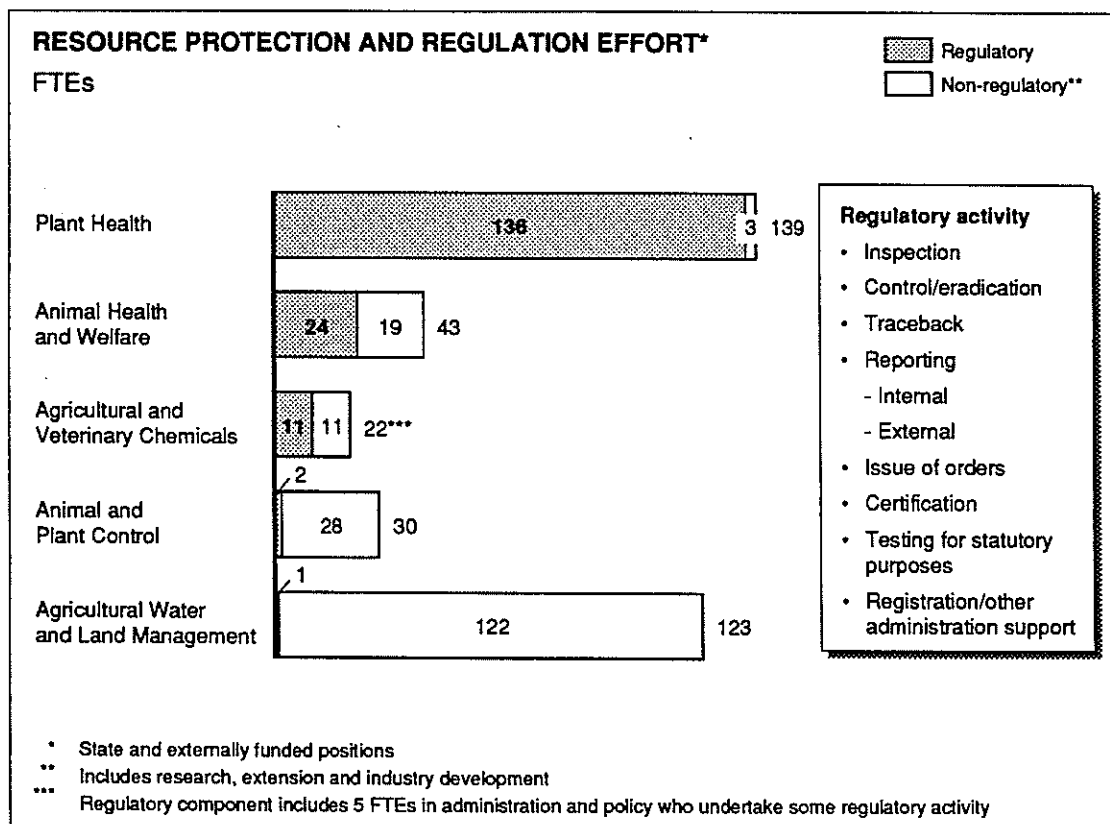 RESOURCE PROTECTION AND REGULATION EFFORT*
FTEs
Regulatory
Non-regulatory**
Plant Health
136
3
139
Animal Health
and Welfare
24
19
43
Agricultural and
Veterinary Chemicals
11
11
22***
Animal and
Plant Control
2
28
30
Agricultural Water
and Land Management
1
122
123
Regulatory activity
• Inspection
• Control/eradication
• Traceback
• Reporting
- Internal
- External
• Issue of orders
• Certification
• Testing for statutory
purposes
• Registration/other
administration support
* State and externally funded positions
** Includes research, extension and industry development
*** Regulatory component includes 5 FTEs in administration and policy who undertake some regulatory activity